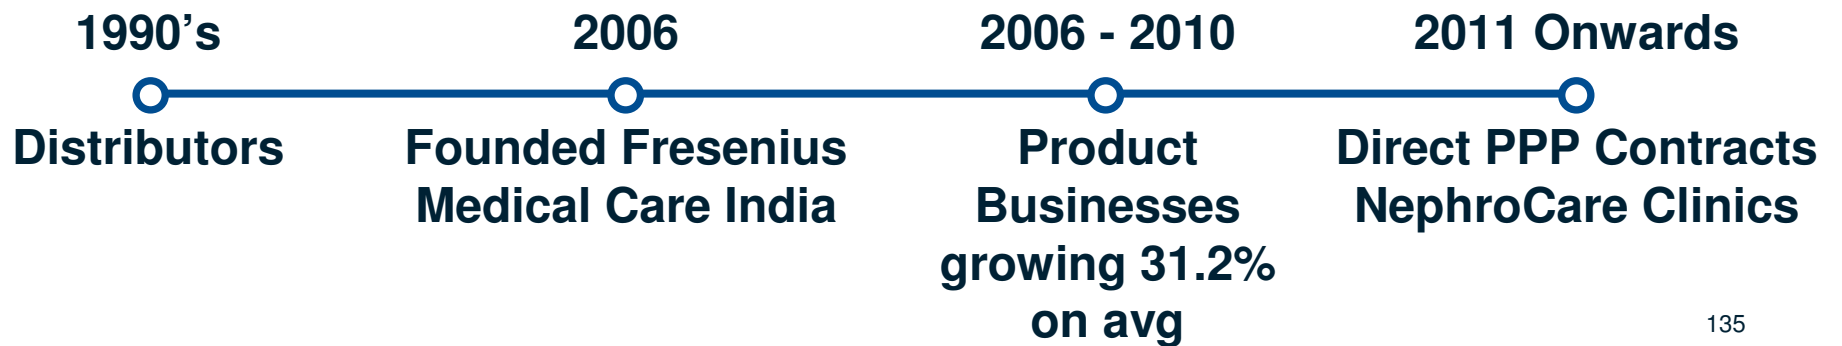 1990’s
2006
2006 - 2010
2011 Onwards
Distributors
Founded Fresenius
Medical Care India
Product
Businesses
growing 31.2%
on avg
Direct PPP Contracts
NephroCare Clinics
135